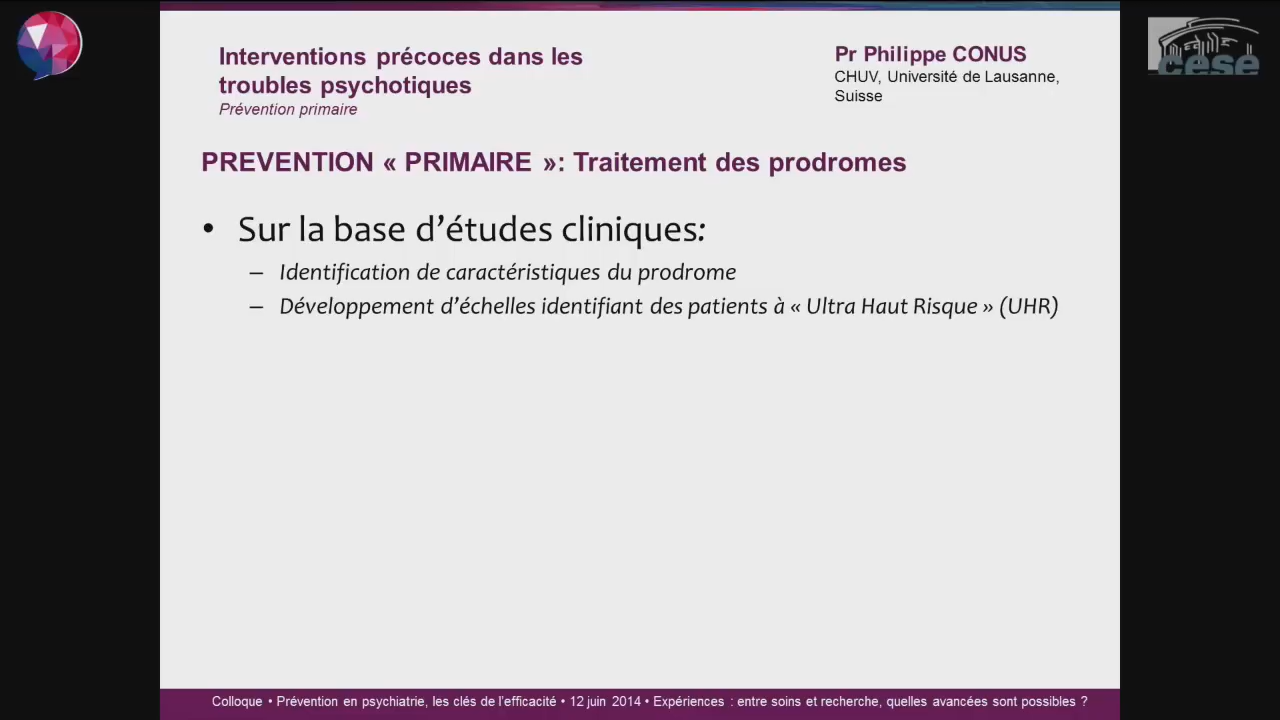 Interventions précoces dans les
troubles psychotiques
Prévention primaire
Pr Philippe CONUS
CHUV, Université de Lausanne,
Suisse
cese
PREVENTION « PRIMAIRE »: Traitement des prodromes
• Sur la base d’études cliniques:
– Identification de caractéristiques du prodrome
– Développement d’échelles identifiant des patients à « Ultra Haut Risque » (UHR)
Colloque • Prévention en psychiatrie, les clés de l’efficacité • 12 juin 2014 • Expériences : entre soins et recherche, quelles avancées sont possibles ?